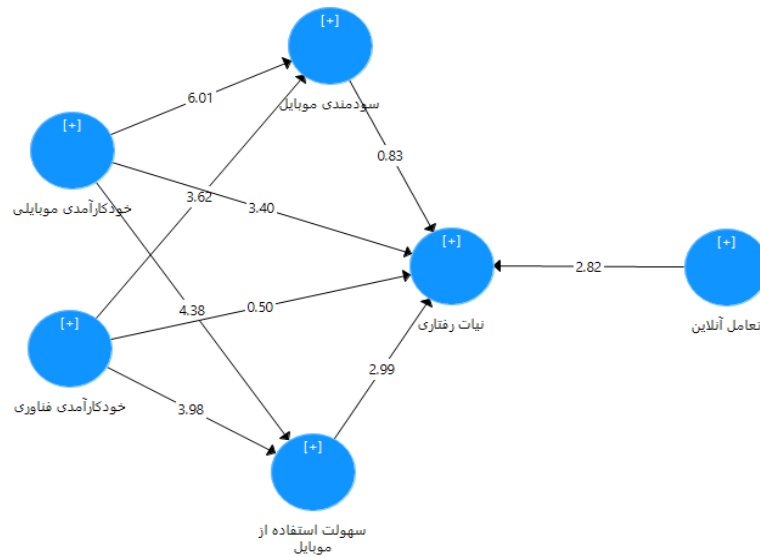 [+]
سودمندی موبایل
6.01
[+]
خودکارآمدی موبایلی
0.83
3.62
3.40
[+]
نیات رفتاری
2.82
[+]
تعامل آنلاین
4.38
0.50
[+]
خودکارآمدی فناوری
2.99
3.98
[+]
سهولت استفاده از
موبایل